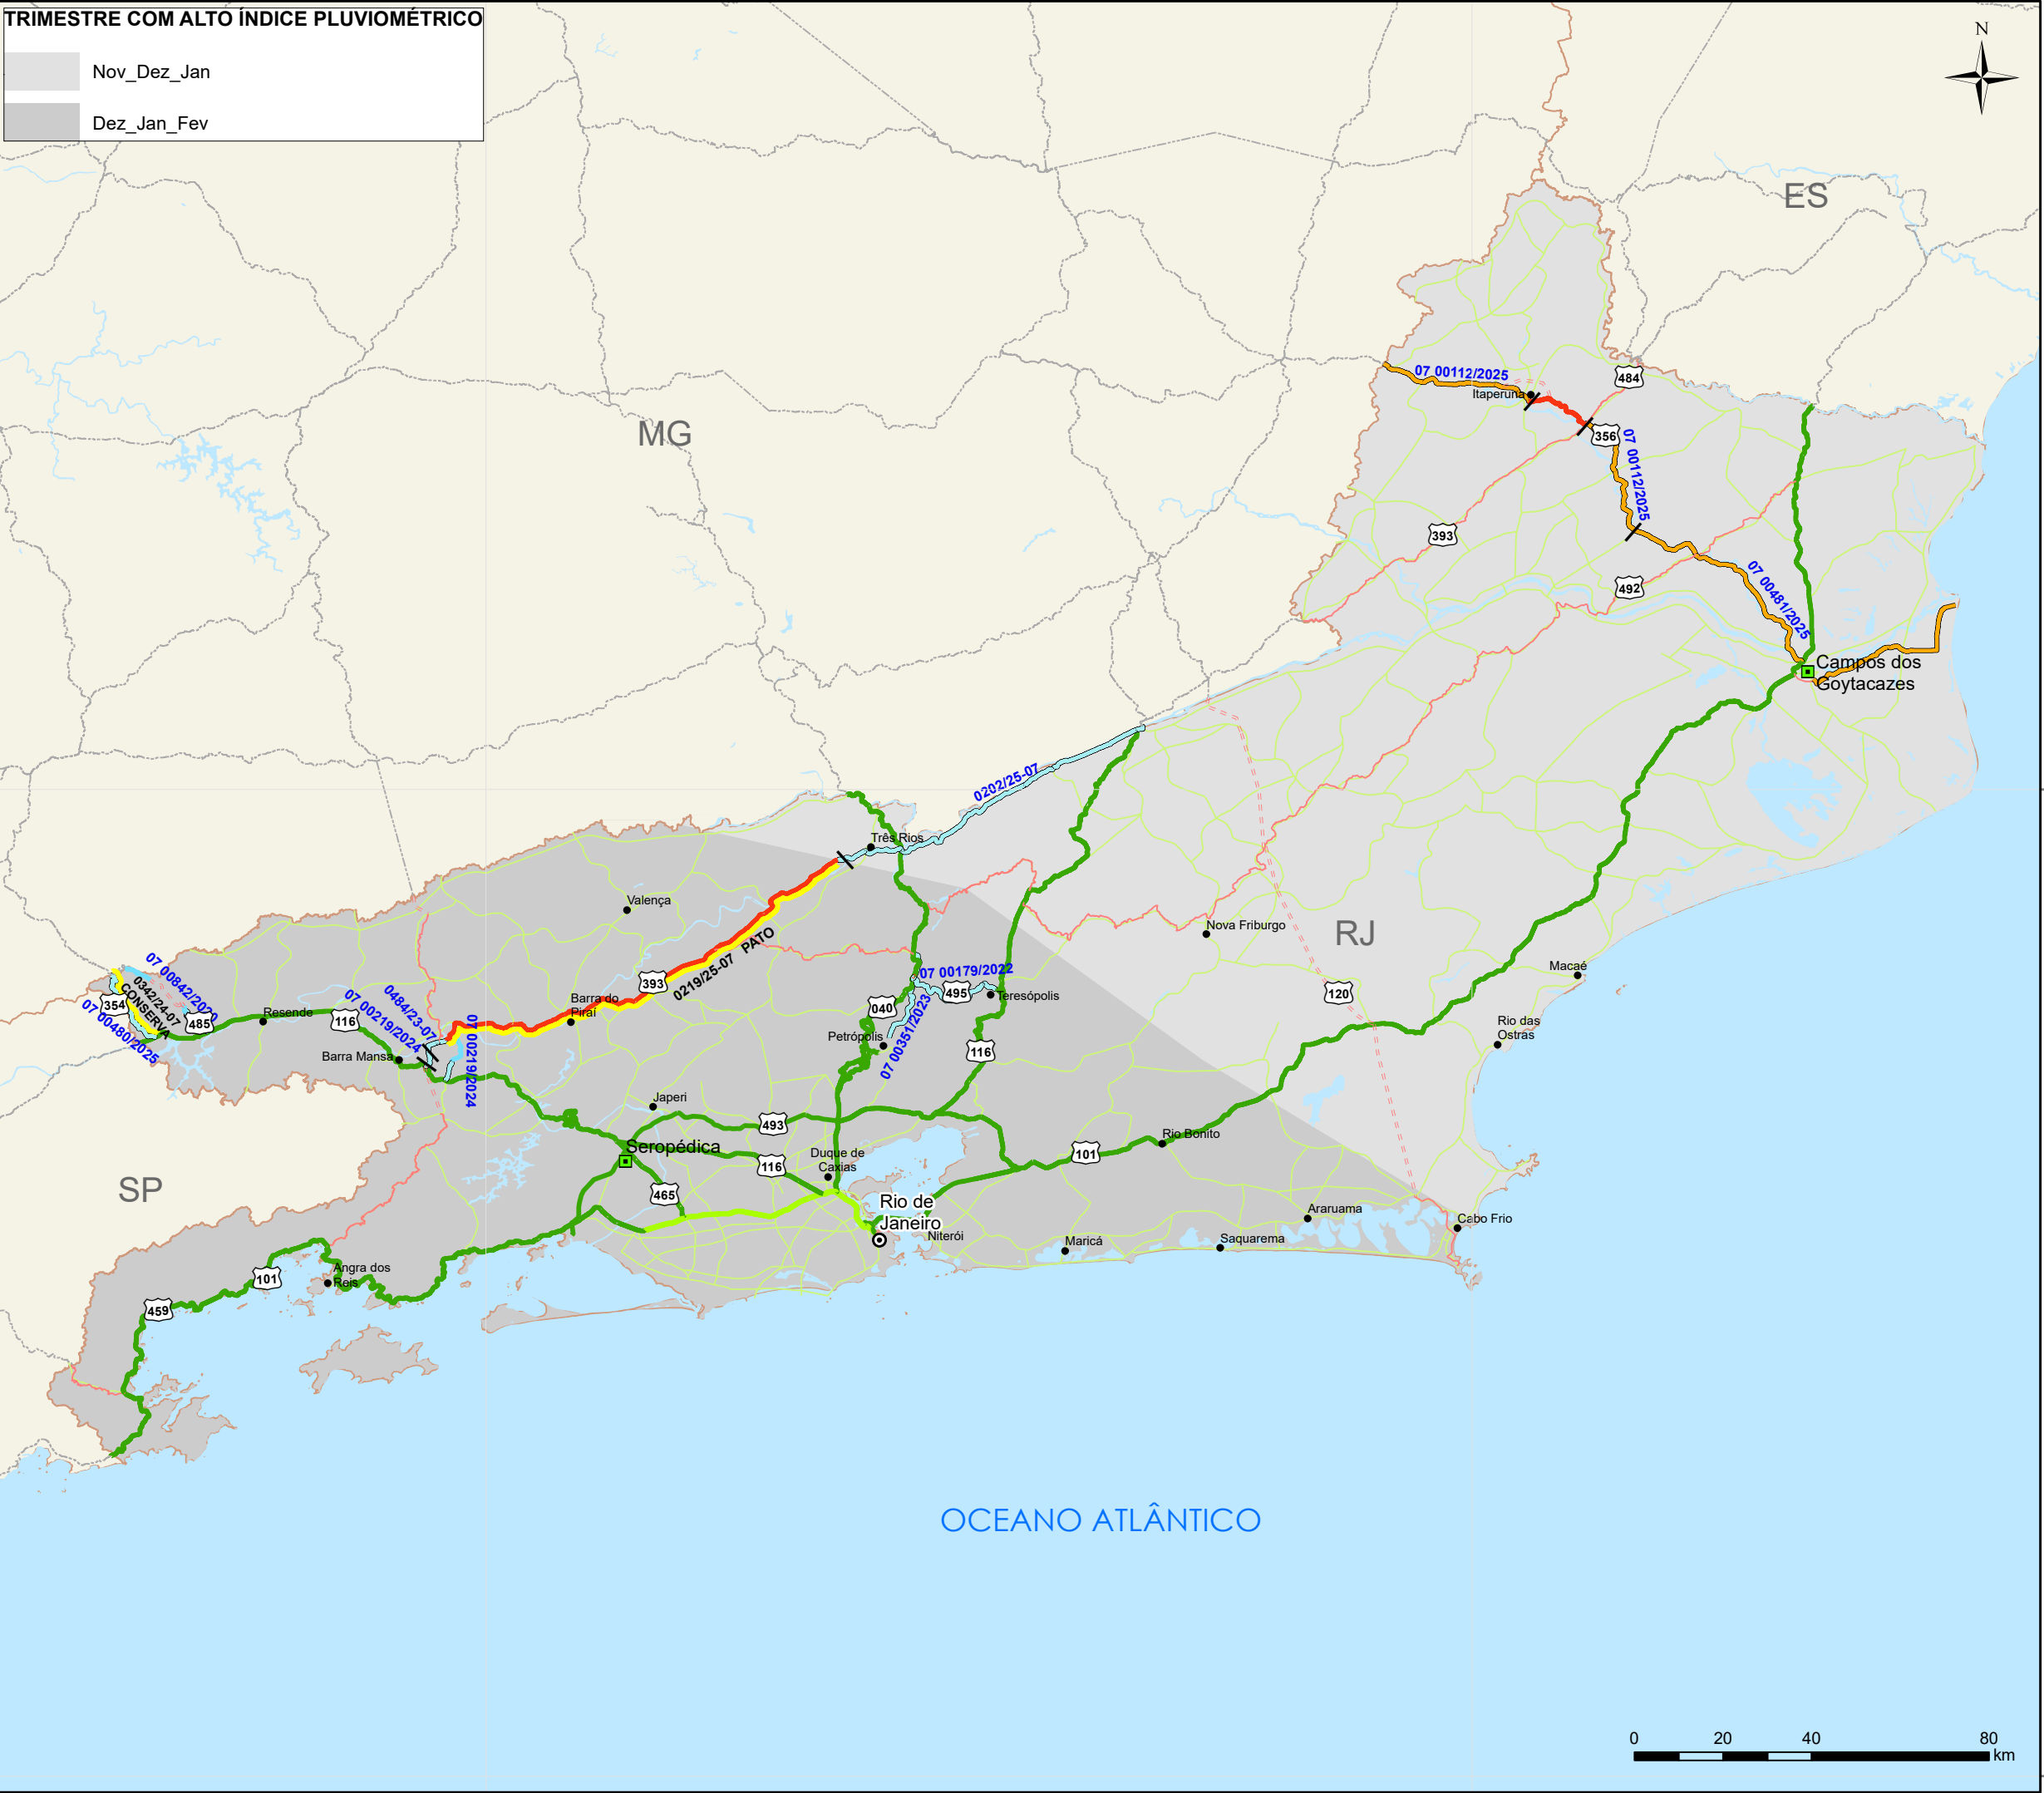 TRIMESTRE COM ALTO ÍNDICE PLUVIOMÉTRICO
Nov_Dez_Jan
Dez_Jan_Fev
N
ES
MG
RJ
SP
07 00112/2025
Itaperuna
484
356
07 00112/2025
393
492
07 00481/2025
Campos dos
Goytacazes
0202/25-07
Três Rios
Valença
Nova Friburgo
Macaé
393
0219/25-07 PATO
07 00179/2022
495
Teresópolis
120
07 00842/2020
0342/24-07
CONSERVA
354
07 00480/2025
485
Resende
116
07 00219/2024
0484/23-07
07 00219/2024
Barra do
Piraí
040
Petrópolis
07 00351/2023
116
Rio das
Ostras
Barra Mansa
Japeri
493
Seropédica
116
Duque de
Caxias
101
Rio Bonito
465
Rio de
Janeiro
Niterói
Maricá
Saquarema
Araruama
Cabo Frio
101
Angra dos
Reis
459
OCEANO ATLÂNTICO
0 20 40 80
km